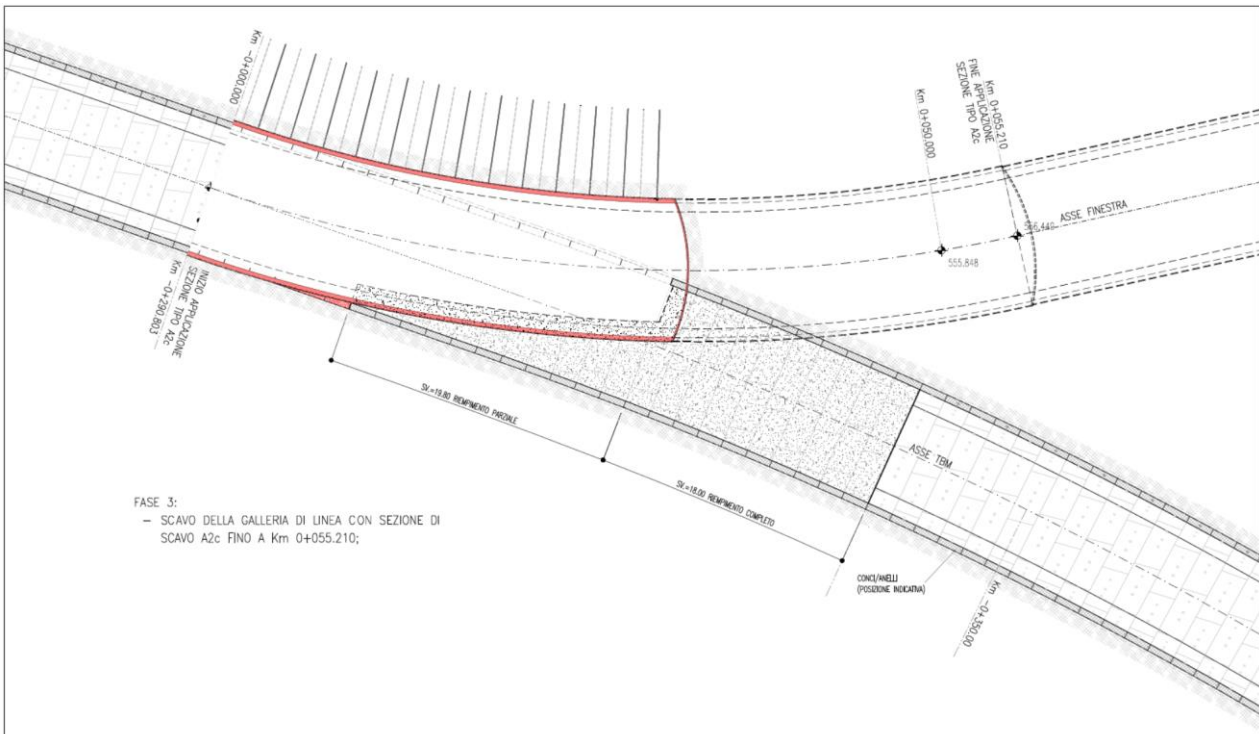 Km -0+000.000
Km 0+050.000
Km 0+055.210
FINE APPLICAZIONE
SEZIONE TIPO A2c
ASSE FINESTRA
556.449
555.848
INIZIO APPLICAZIONE
SEZIONE TIPO A2c
Km -0+290.803
SV.=19.80 RIEMPIMENTO PARZIALE
SV.=18.00 RIEMPIMENTO COMPLETO
ASSE TBM
FASE 3:
– SCAVO DELLA GALLERIA DI LINEA CON SEZIONE DI
SCAVO A2c FINO A Km 0+055.210;
CONCI/ANELLI
(POSIZIONE INDICATIVA)
Km -0+350.00